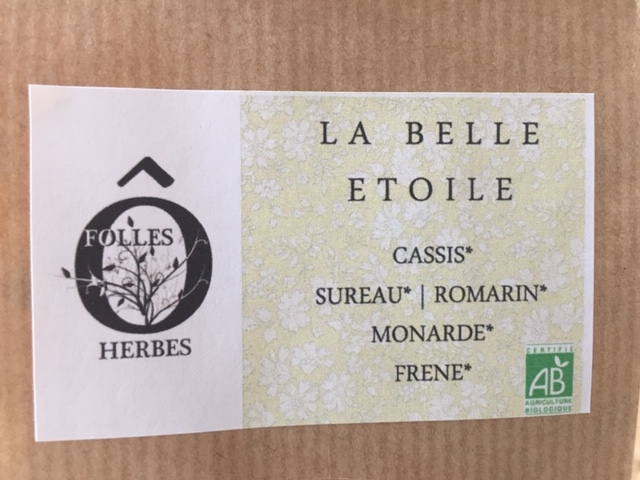 Ô
FOLLES
HERBES
LA BELLE
ETOILE
CASSIS*
SUREAU* | ROMARIN*
MONARDE*
FRENE*
CERTIFIÉ
AB
AGRICULTURE
BIOLOGIQUE